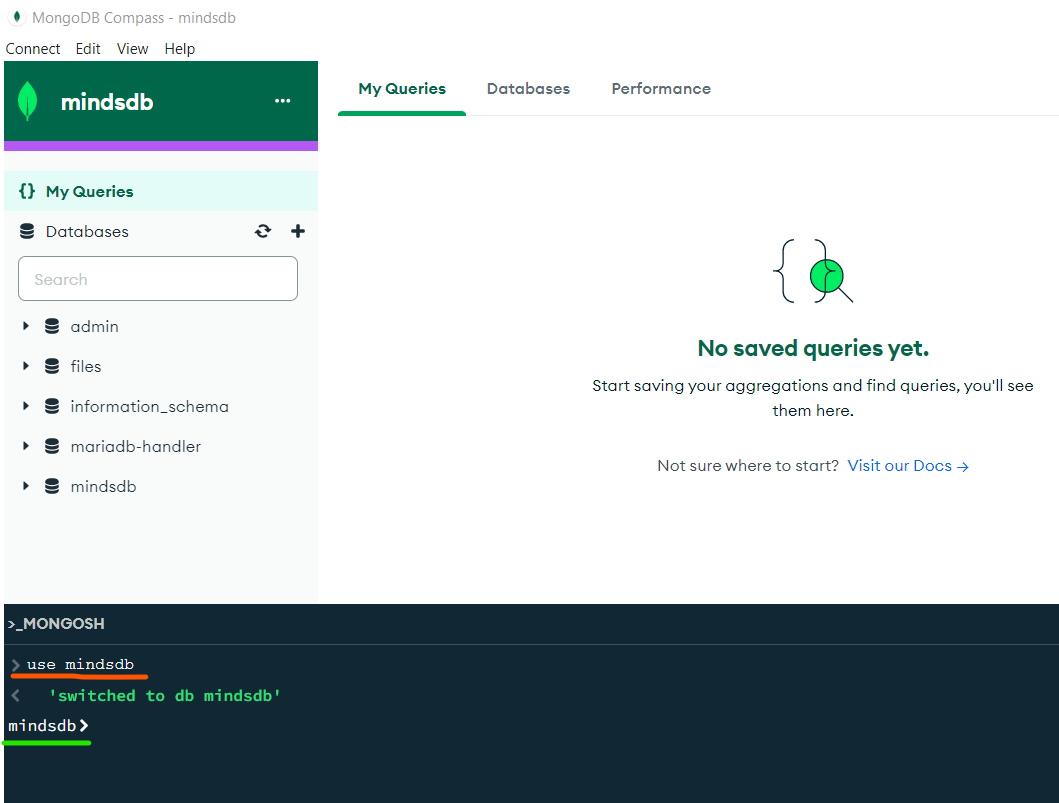 MongoDB Compass - mindsdb
Connect Edit View Help
mindsdb ...
My Queries Databases Performance
{} My Queries
Databases
Search
admin
files
information_schema
mariadb-handler
mindsdb
No saved queries yet.
Start saving your aggregations and find queries, you'll see
them here.
Not sure where to start? Visit our Docs →
>_MONGOSH
> use mindsdb
< 'switched to db mindsdb'
mindsdb>